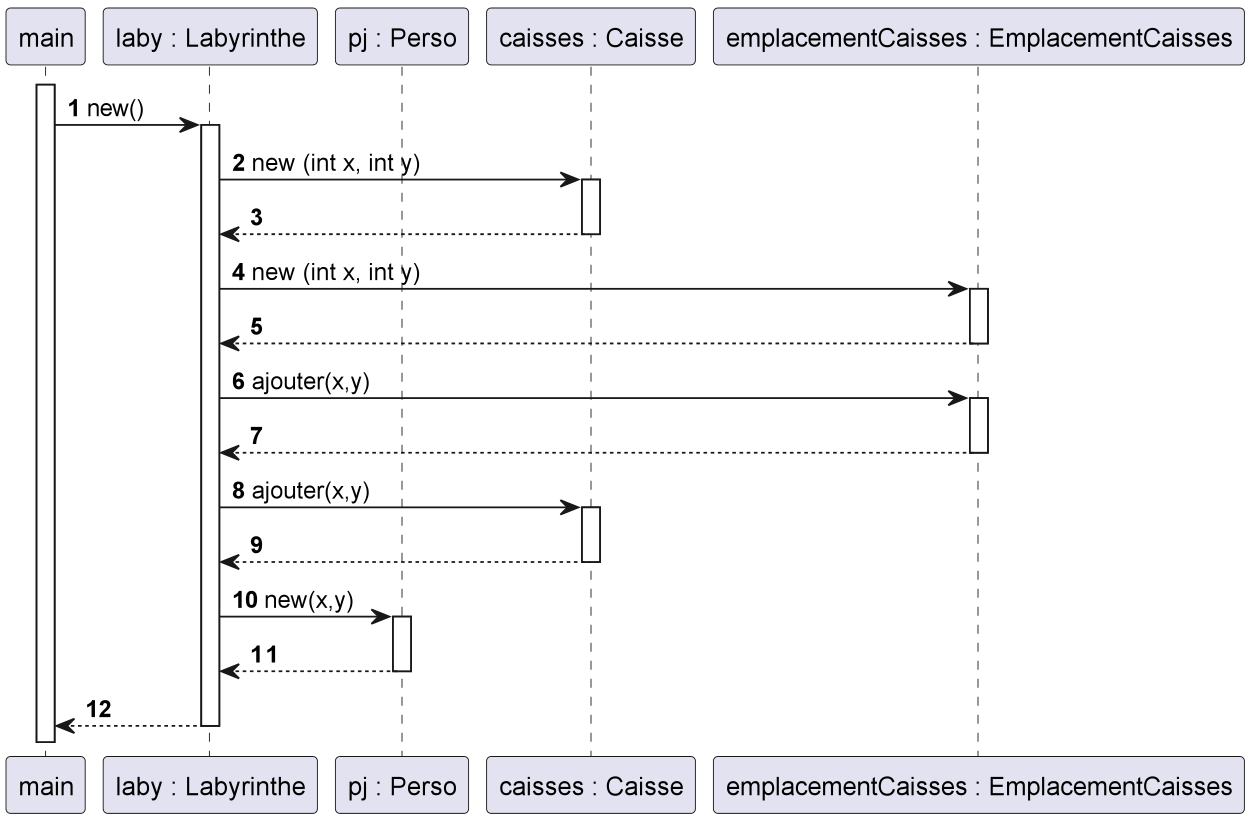 main
laby : Labyrinthe
pj : Perso
caisses : Caisse
emplacementCaisses : EmplacementCaisses
1 new()
2 new (int x, int y)
3
4 new (int x, int y)
5
6 ajouter(x,y)
7
8 ajouter(x,y)
9
10 new(x,y)
11
12
main
laby : Labyrinthe
pj : Perso
caisses : Caisse
emplacementCaisses : EmplacementCaisses